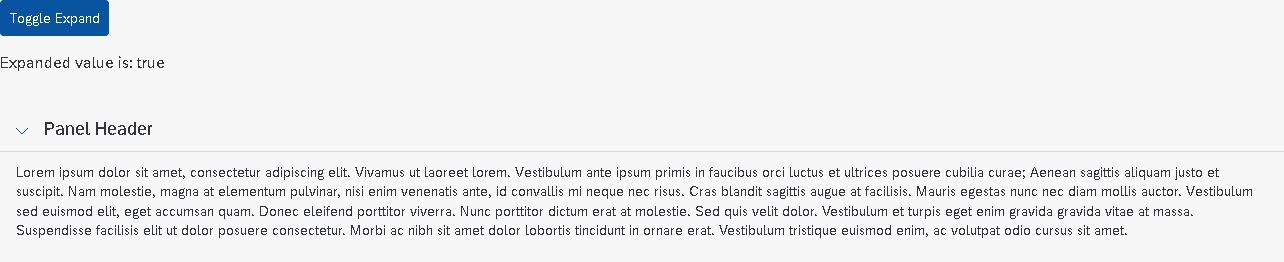 Toggle Expand
Expanded value is: true
Panel Header
Lorem ipsum dolor sit amet, consectetur adipiscing elit. Vivamus ut laoreet lorem. Vestibulum ante ipsum primis in faucibus orci luctus et ultrices posuere cubilia curae; Aenean sagittis aliquam justo et
suscipit. Nam molestie, magna at elementum pulvinar, nisi enim venenatis ante, id convallis mi neque nec risus. Cras blandit sagittis augue at facilisis. Mauris egestas nunc nec diam mollis auctor. Vestibulum
sed euismod elit, eget accumsan quam. Donec eleifend porttitor viverra. Nunc porttitor dictum erat at molestie. Sed quis velit dolor. Vestibulum et turpis eget enim gravida gravida vitae at massa.
Suspendisse facilisis elit ut dolor posuere consectetur. Morbi ac nibh sit amet dolor lobortis tincidunt in ornare erat. Vestibulum tristique euismod enim, ac volutpat odio cursus sit amet.